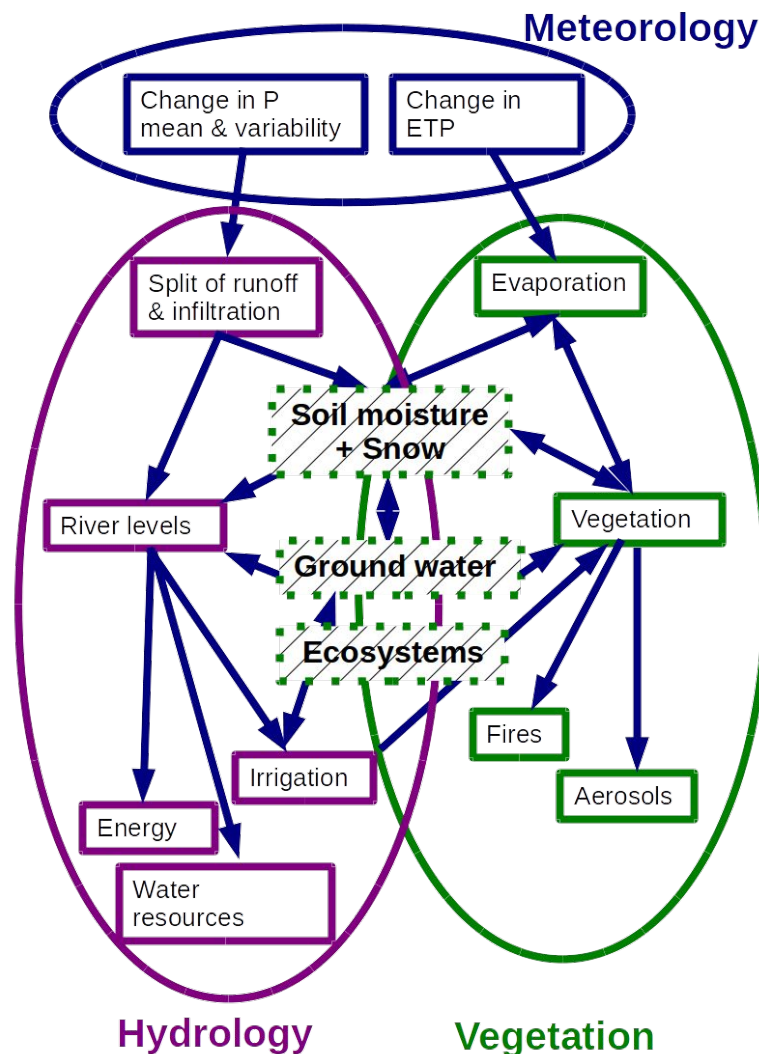 Meteorology
Change in P
mean & variability
Change in
ETP
Split of runoff
& infiltration
Evaporation
Soil moisture
+ Snow
River levels
Vegetation
Ground water
Ecosystems
Fires
Irrigation
Aerosols
Energy
Water
resources
Hydrology
Vegetation